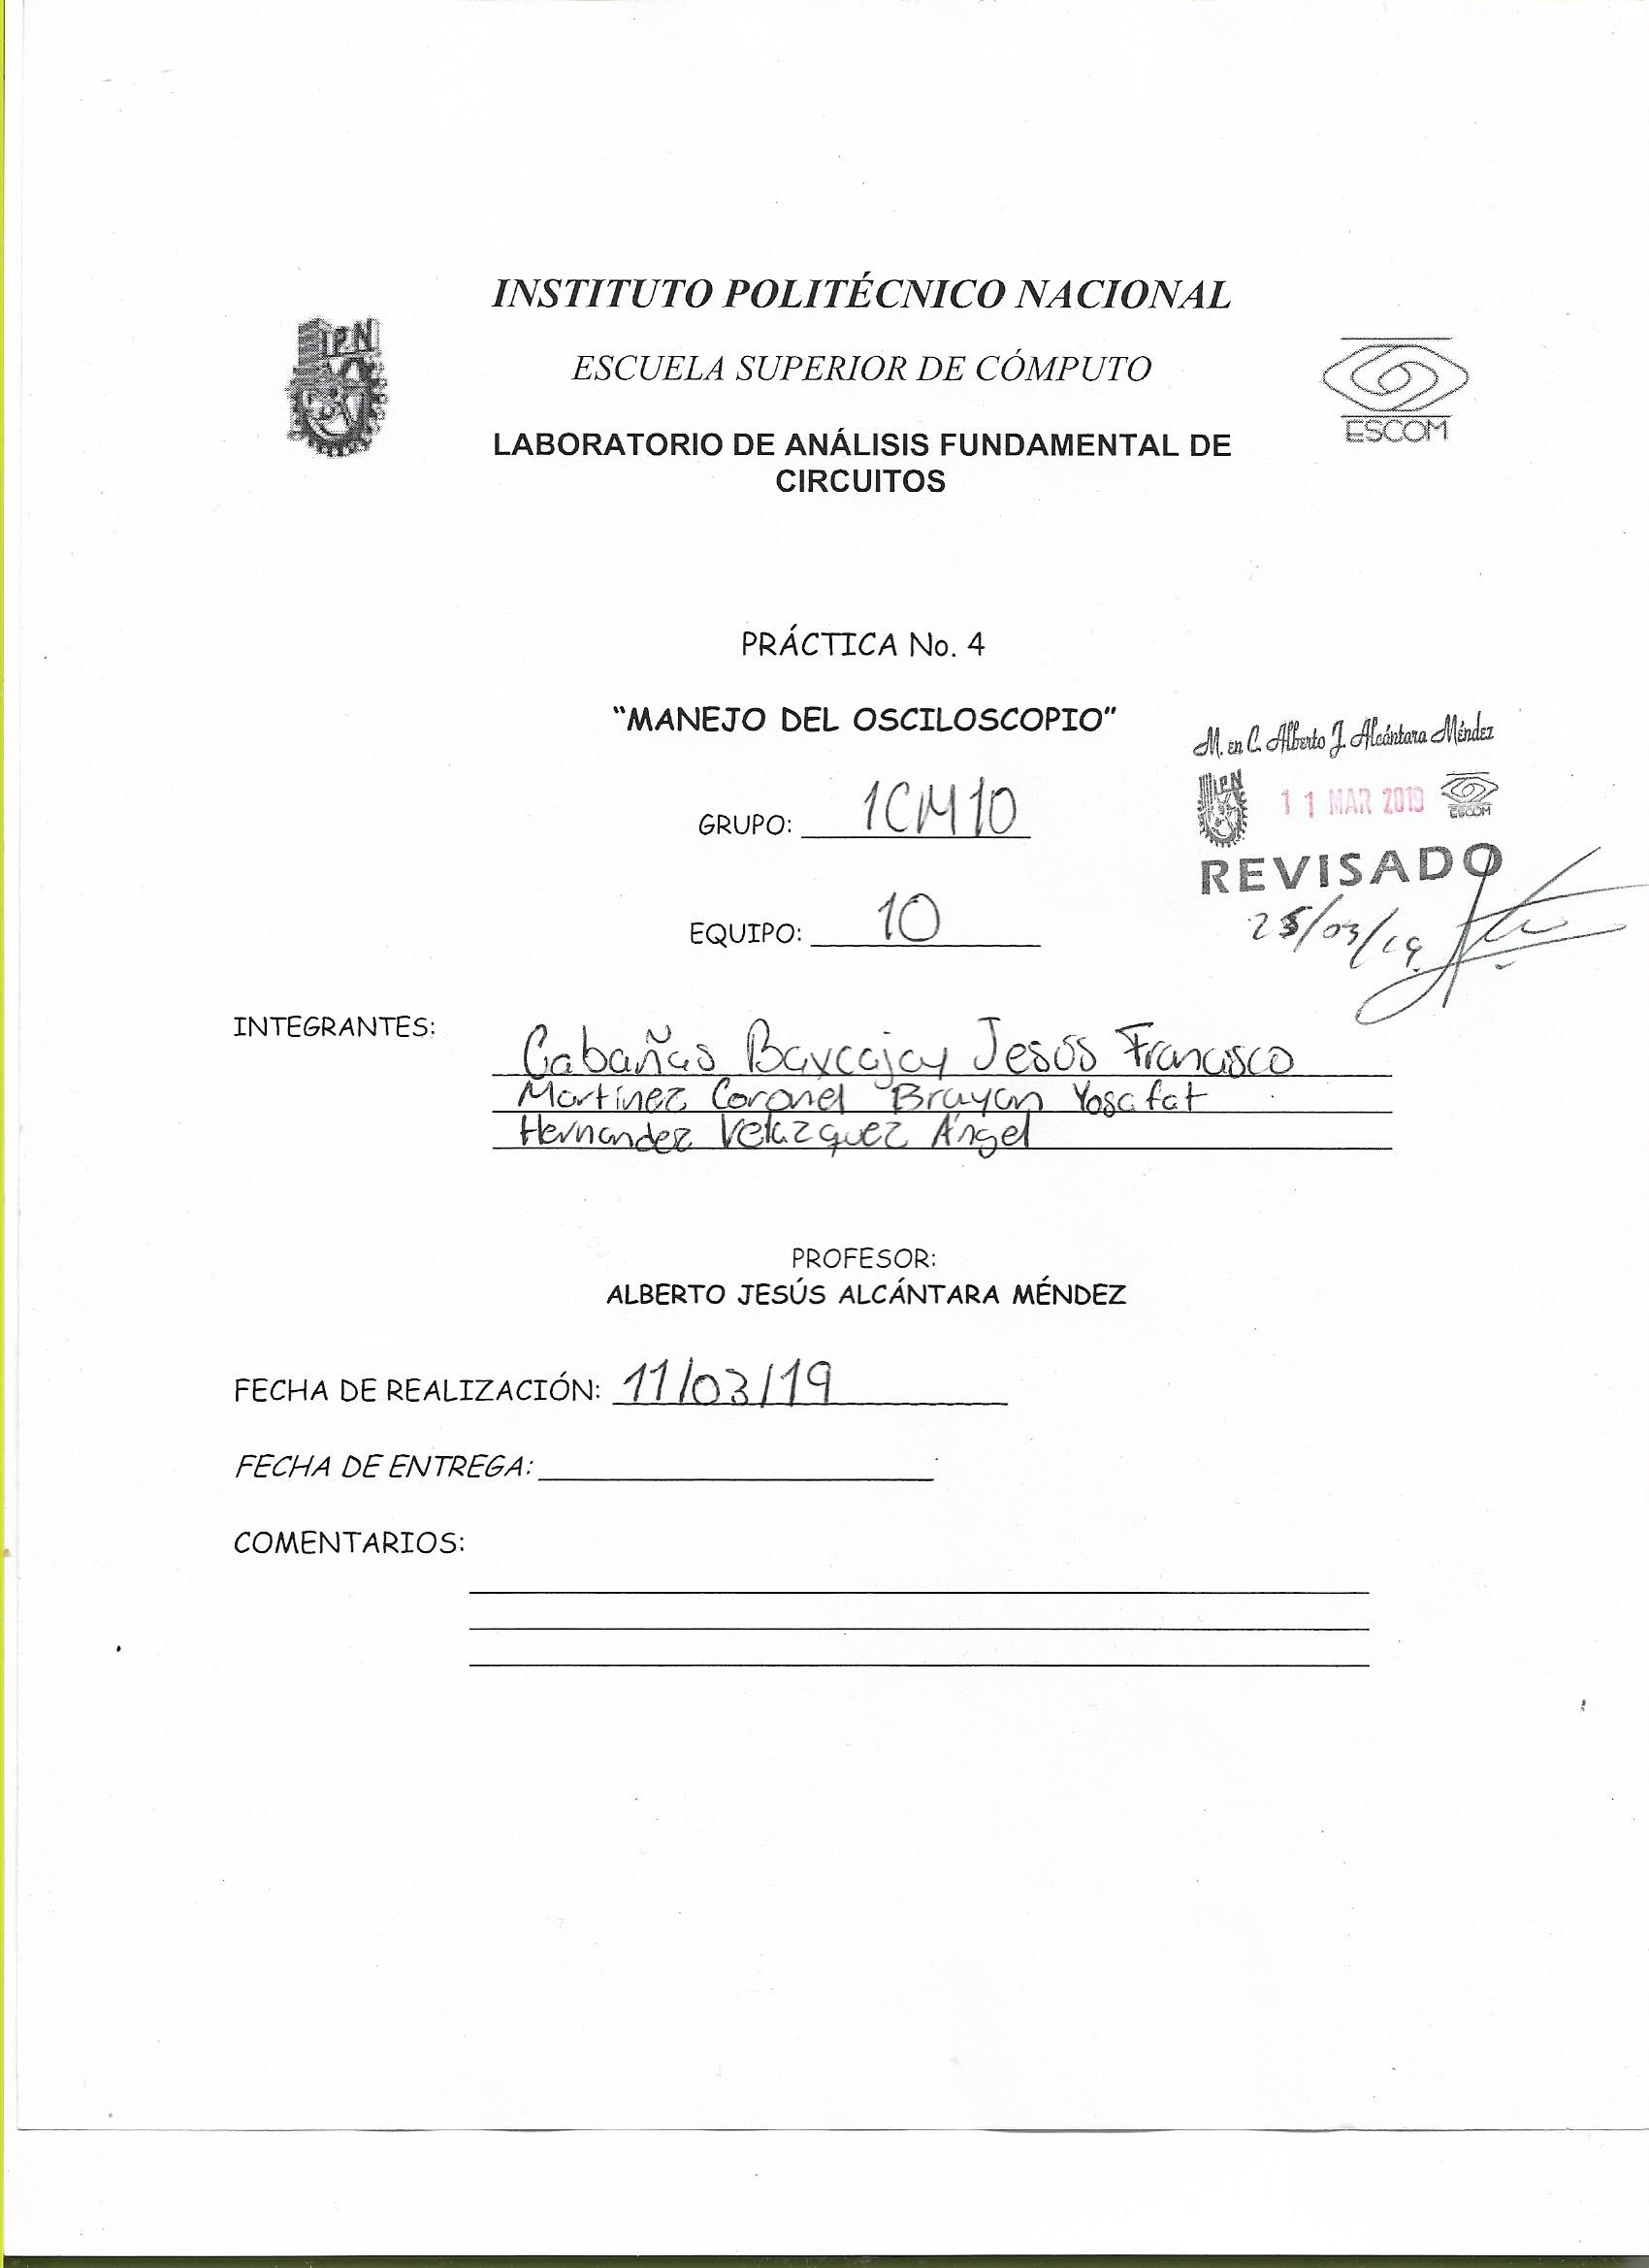 INSTITUTO POLITÉCNICO NACIONAL
IPN
ESCUELA SUPERIOR DE CÓMPUTO
ESCOM
LABORATORIO DE ANÁLISIS FUNDAMENTAL DE
CIRCUITOS
PRÁCTICA No. 4
"MANEJO DEL OSCILOSCOPIO"
M. en C. Alberto J. Alcántara Méndez
IPN
11 MAR 2019
ESCOM
GRUPO: 1CM10
REVISADO
EQUIPO: 10
25/03/19
INTEGRANTES:
Cabañas Baxcajay Jesús Francisco
Martínez Coronel Brayan Yosafat
Hernandez Velazquez Ángel
PROFESOR:
ALBERTO JESÚS ALCÁNTARA MÉNDEZ
FECHA DE REALIZACIÓN: 11/03/19
FECHA DE ENTREGA:
COMENTARIOS: